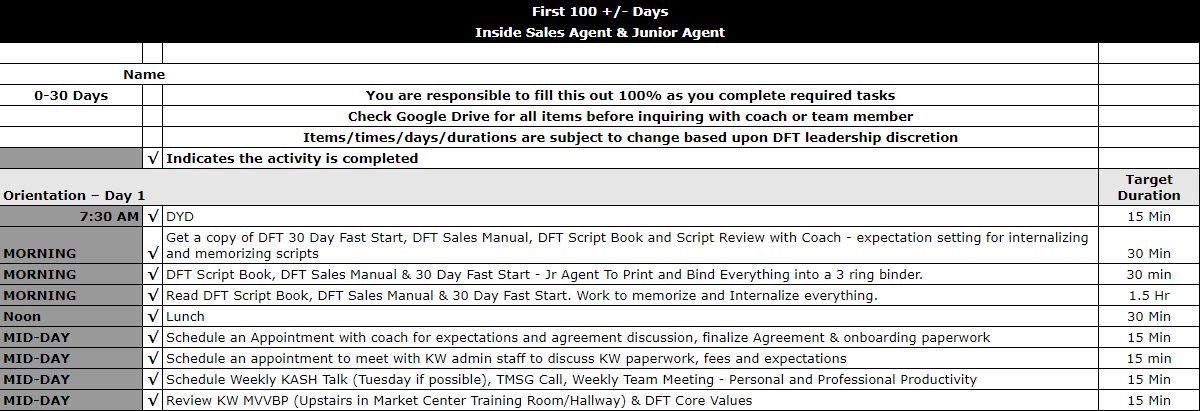 First 100 +/- Days
Inside Sales Agent & Junior Agent
Name
0-30 Days You are responsible to fill this out 100% as you complete required tasks
Check Google Drive for all items before inquiring with coach or team member
Items/times/days/durations are subject to change based upon DFT leadership discretion
√ Indicates the activity is completed
Orientation – Day 1 Target Duration
7:30 AM √ DYD 15 Min
Get a copy of DFT 30 Day Fast Start, DFT Sales Manual, DFT Script Book and Script Review with Coach - expectation setting for internalizing
MORNING √ and memorizing scripts 30 Min
MORNING √ DFT Script Book, DFT Sales Manual & 30 Day Fast Start - Jr Agent To Print and Bind Everything into a 3 ring binder. 30 min
MORNING √ Read DFT Script Book, DFT Sales Manual & 30 Day Fast Start. Work to memorize and Internalize everything. 1.5 Hr
Noon √ Lunch 30 Min
MID-DAY √ Schedule an Appointment with coach for expectations and agreement discussion, finalize Agreement & onboarding paperwork 15 Min
MID-DAY √ Schedule an appointment to meet with KW admin staff to discuss KW paperwork, fees and expectations 15 min
MID-DAY √ Schedule Weekly KASH Talk (Tuesday if possible), TMSG Call, Weekly Team Meeting - Personal and Professional Productivity 15 Min
MID-DAY √ Review KW MVVBP (Upstairs in Market Center Training Room/Hallway) & DFT Core Values 15 Min